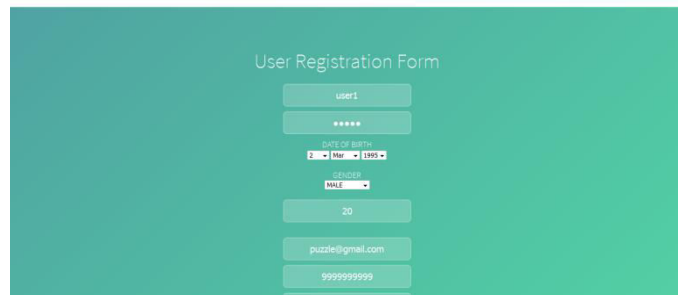 User Registration Form
user1
●●●●●
DATE OF BIRTH
2 Mar 1995
GENDER
MALE
20
puzzle@gmail.com
9999999999